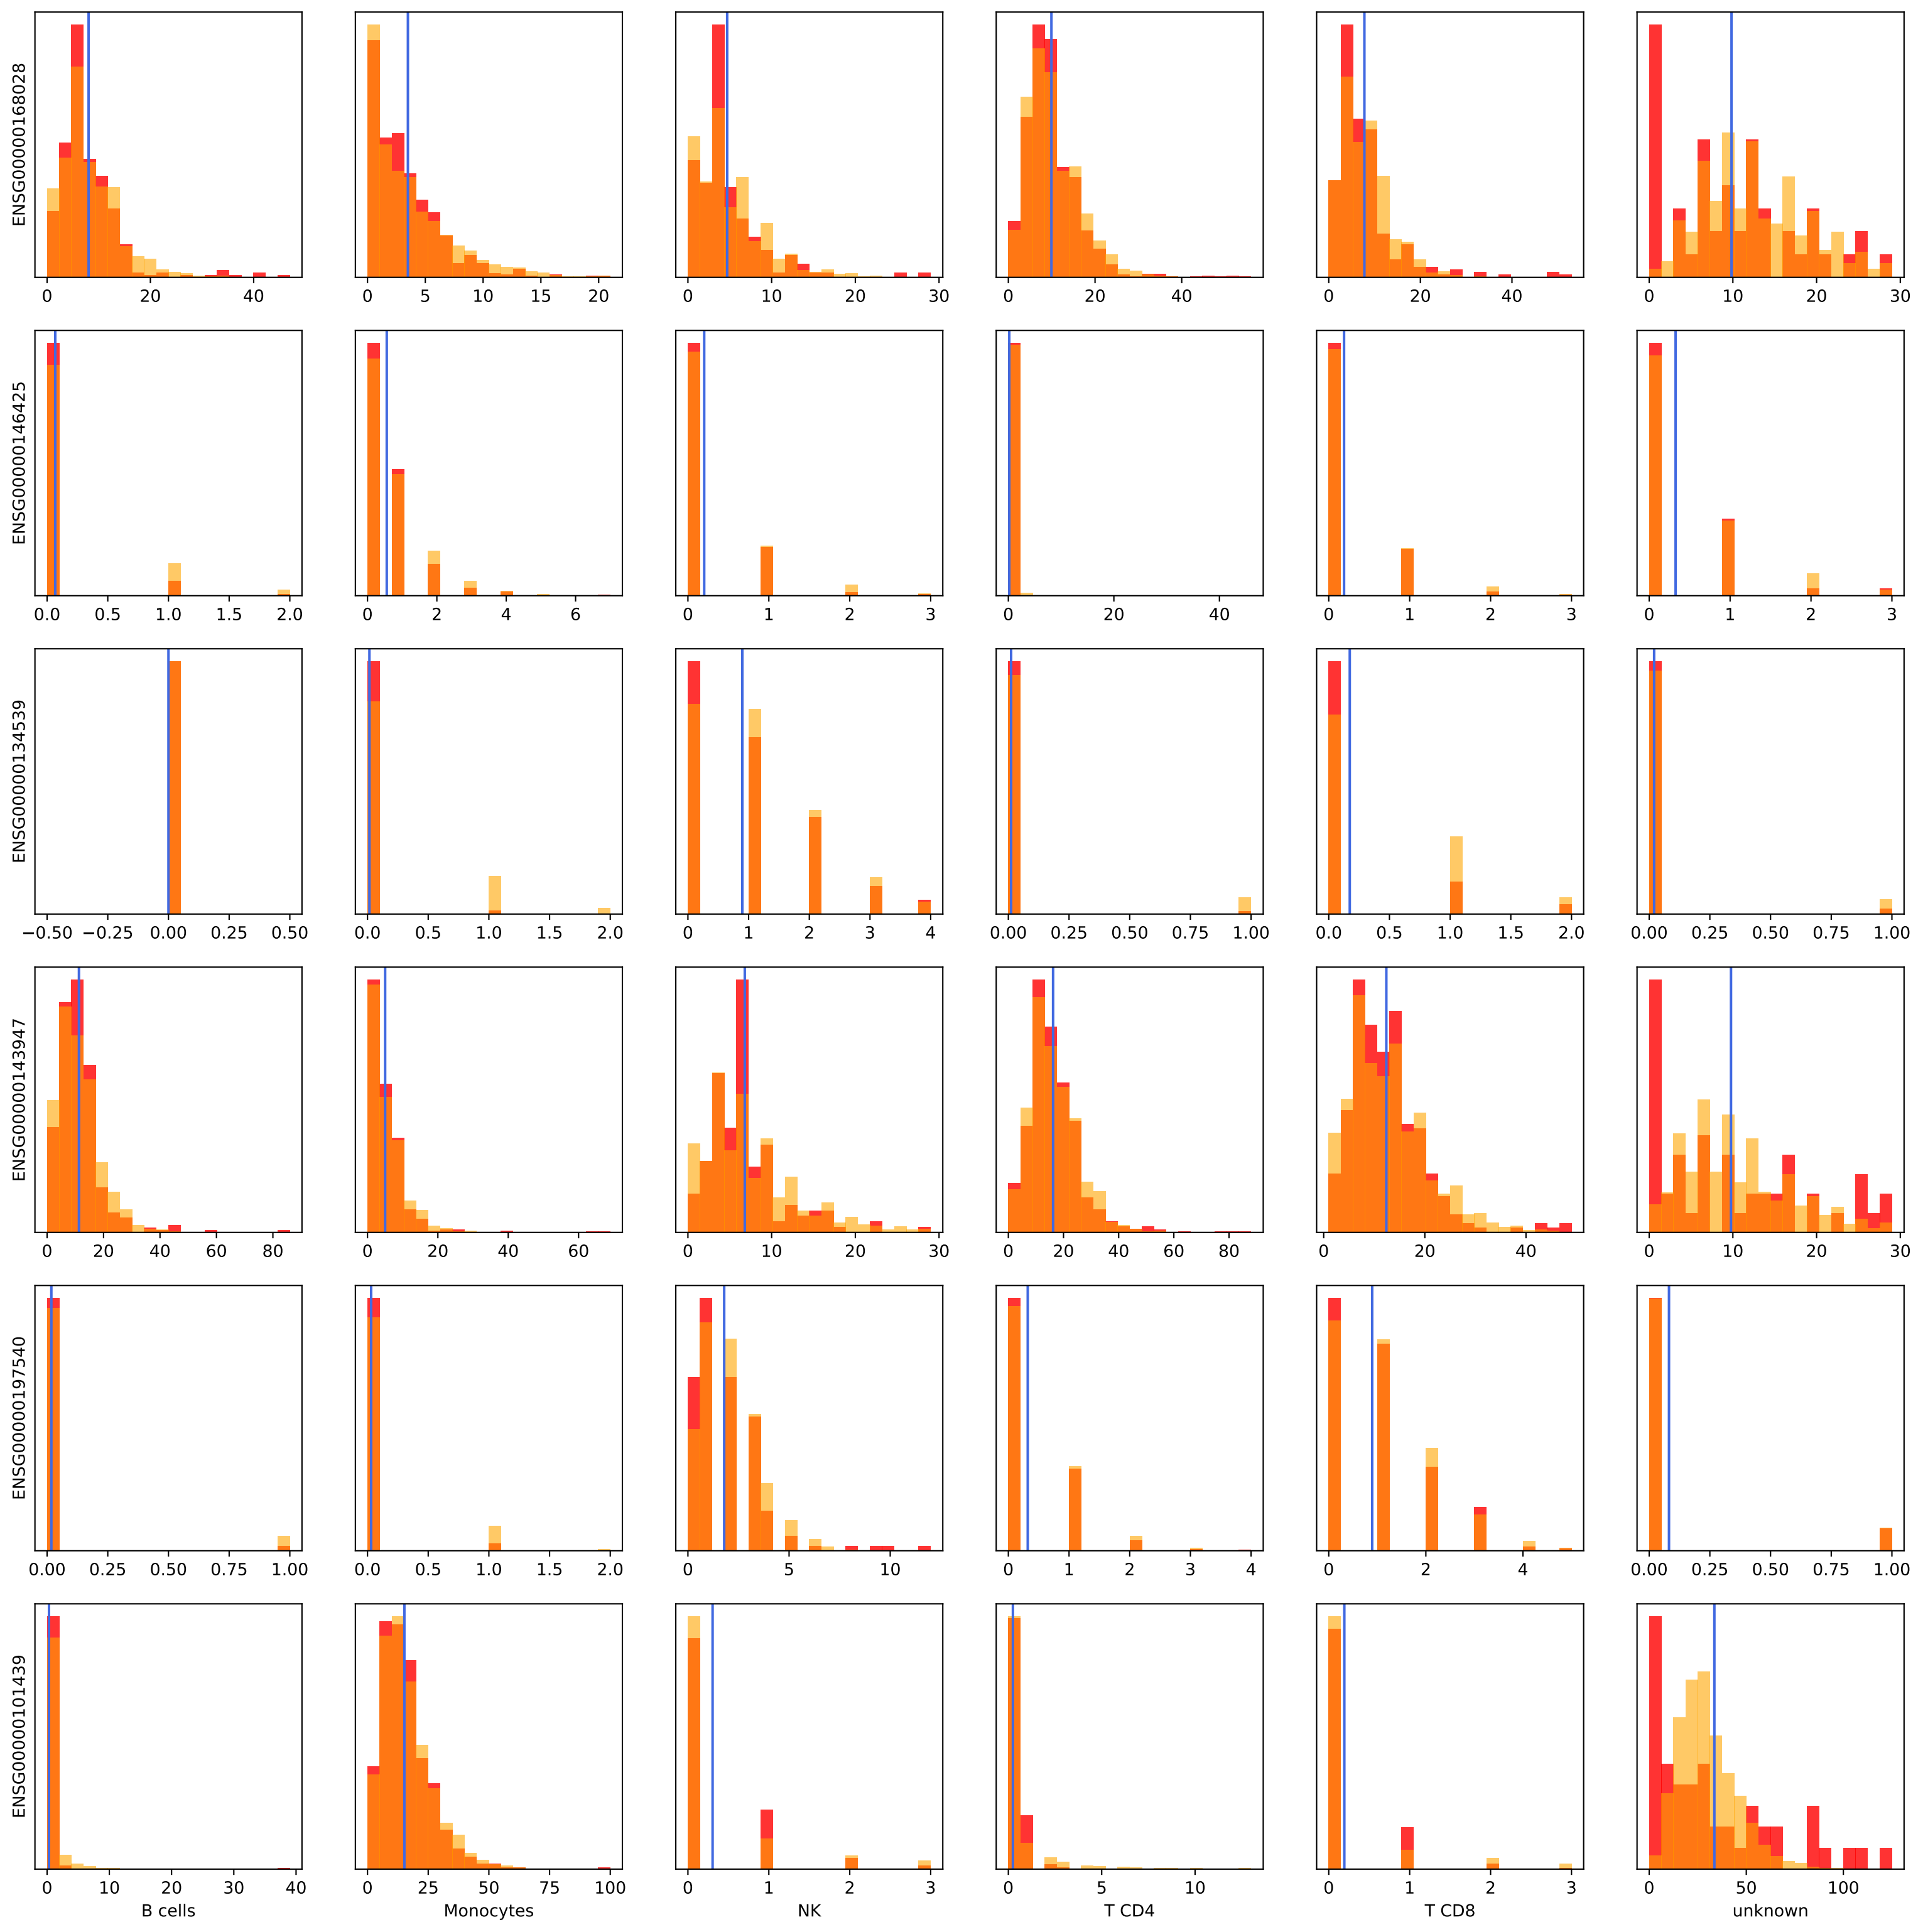 ENSG00000168028
0 20 40
0 5 10 15 20
0 10 20 30
0 20 40
0 20 40
0 10 20 30
ENSG00000146425
0.0 0.5 1.0 1.5 2.0
0 2 4 6
0 1 2 3
0 20 40
0 1 2 3
0 1 2 3
ENSG00000134539
−0.50 −0.25 0.00 0.25 0.50
0.0 0.5 1.0 1.5 2.0
0 1 2 3 4
0.00 0.25 0.50 0.75 1.00
0.0 0.5 1.0 1.5 2.0
0.00 0.25 0.50 0.75 1.00
ENSG00000143947
0 20 40 60 80
0 20 40 60
0 10 20 30
0 20 40 60 80
0 20 40
0 10 20 30
ENSG00000197540
0.00 0.25 0.50 0.75 1.00
0.0 0.5 1.0 1.5 2.0
0 5 10
0 1 2 3 4
0 2 4
0.00 0.25 0.50 0.75 1.00
ENSG00000101439
0 10 20 30 40
0 25 50 75 100
0 1 2 3
0 5 10
0 1 2 3
0 50 100
B cells
Monocytes
NK
T CD4
T CD8
unknown